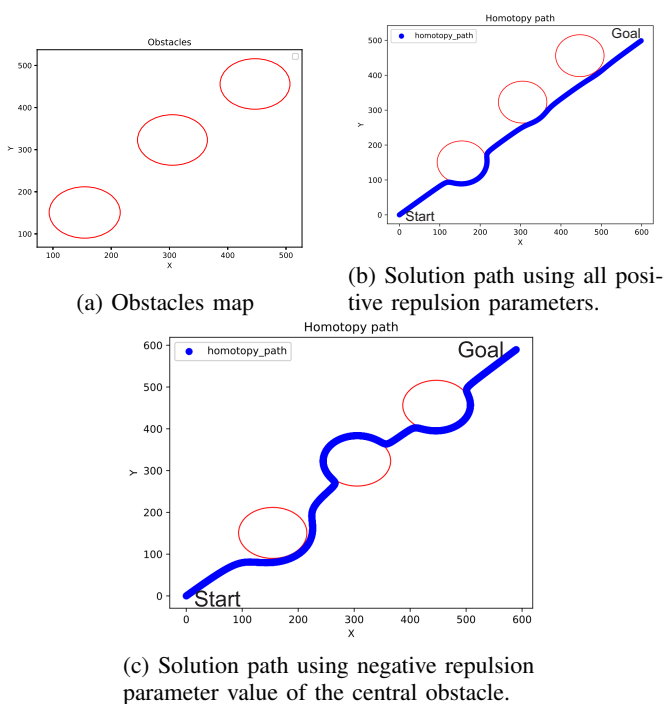 Obstacles
500
400
300
200
100
Y
100
200
300
400
500
X
(a) Obstacles map
Homotopy path
homotopy_path
Goal
500
400
300
200
100
0
Y
Start
0
100
200
300
400
500
600
X
(b) Solution path using all posi-
tive repulsion parameters.
Homotopy path
homotopy_path
Goal
600
500
400
300
200
100
0
Y
Start
0
100
200
300
400
500
600
X
(c) Solution path using negative repulsion
parameter value of the central obstacle.